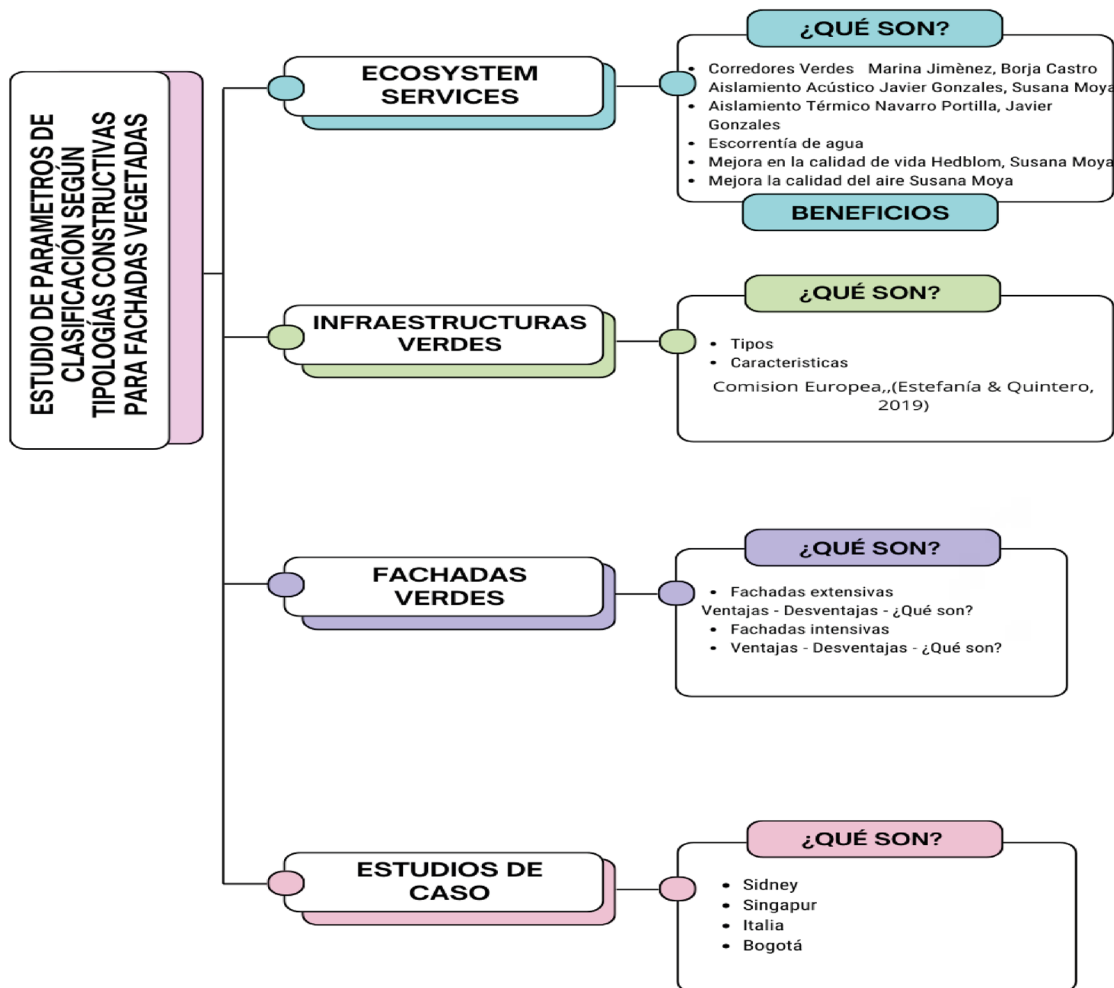 ESTUDIO DE PARAMETROS DE
CLASIFICACIÓN SEGÚN
TIPOLOGÍAS CONSTRUCTIVAS
PARA FACHADAS VEGETADAS
ECOSYSTEM
SERVICES
¿QUÉ SON?
• Corredores Verdes Marina Jimènez, Borja Castro
Aislamiento Acústico Javier Gonzales, Susana Moya
• Aislamiento Térmico Navarro Portilla, Javier
Gonzales
• Escorrentía de agua
• Mejora en la calidad de vida Hedblom, Susana Moya
• Mejora la calidad del aire Susana Moya
BENEFICIOS
INFRAESTRUCTURAS
VERDES
¿QUÉ SON?
• Tipos
• Caracteristicas
Comision Europea,,(Estefanía & Quintero,
2019)
FACHADAS
VERDES
¿QUÉ SON?
• Fachadas extensivas
Ventajas - Desventajas - ¿Qué son?
• Fachadas intensivas
• Ventajas - Desventajas - ¿Qué son?
ESTUDIOS DE
CASO
¿QUÉ SON?
• Sidney
• Singapur
• Italia
• Bogotá